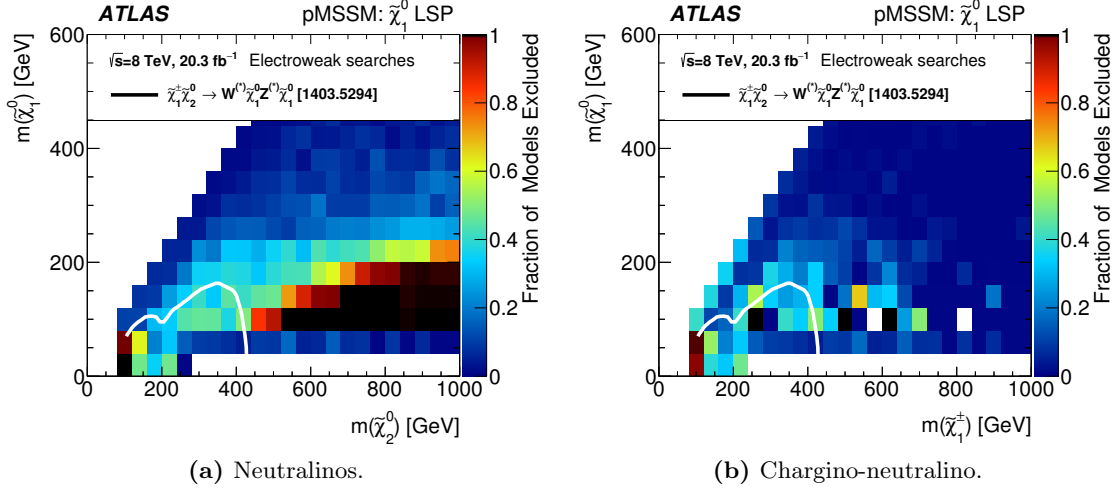 ATLAS pMSSM: χ̃₁⁰ LSP
√s=8 TeV, 20.3 fb⁻¹ Electroweak searches
χ̃₁±χ̃₂⁰ → W⁽*⁾χ̃₁⁰Z⁽*⁾χ̃₁⁰ [1403.5294]
m(χ̃₁⁰) [GeV]
600
400
200
0
0 200 400 600 800 1000
m(χ̃₂⁰) [GeV]
1
0.8
0.6
0.4
0.2
0
Fraction of Models Excluded
(a) Neutralinos.
ATLAS pMSSM: χ̃₁⁰ LSP
√s=8 TeV, 20.3 fb⁻¹ Electroweak searches
χ̃₁±χ̃₂⁰ → W⁽*⁾χ̃₁⁰Z⁽*⁾χ̃₁⁰ [1403.5294]
m(χ̃₁⁰) [GeV]
600
400
200
0
0 200 400 600 800 1000
m(χ̃₁±) [GeV]
1
0.8
0.6
0.4
0.2
0
Fraction of Models Excluded
(b) Chargino-neutralino.